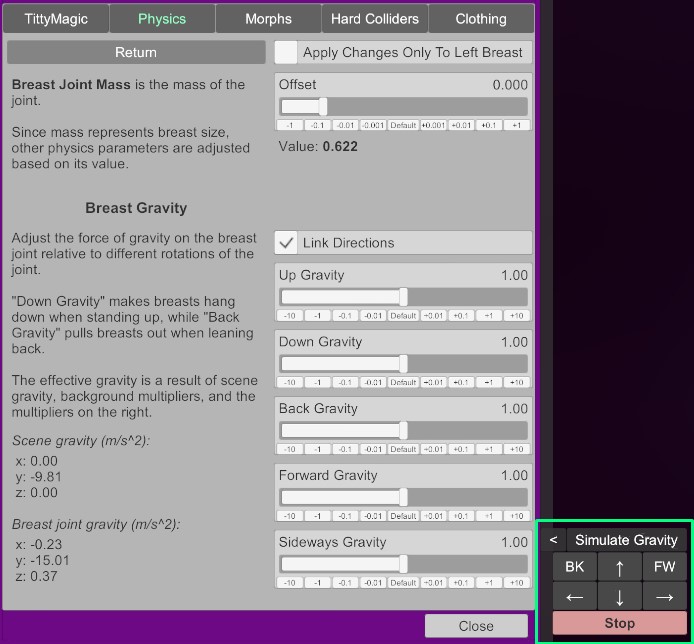 TittyMagic Physics Morphs Hard Colliders Clothing
Return
Breast Joint Mass is the mass of the
joint.
Since mass represents breast size,
other physics parameters are adjusted
based on its value.
Apply Changes Only To Left Breast
Offset 0.000
-1 -0.1 -0.01 -0.001 Default +0.001 +0.01 +0.1 +1
Value: 0.622
Breast Gravity
Adjust the force of gravity on the breast
joint relative to different rotations of the
joint.
"Down Gravity" makes breasts hang
down when standing up, while "Back
Gravity" pulls breasts out when leaning
back.
The effective gravity is a result of scene
gravity, background multipliers, and the
multipliers on the right.
Scene gravity (m/s^2):
x: 0.00
y: -9.81
z: 0.00
Breast joint gravity (m/s^2):
x: -0.23
y: -15.01
z: 0.37
Link Directions
Up Gravity 1.00
-10 -1 -0.1 -0.01 Default +0.01 +0.1 +1 +10
Down Gravity 1.00
-10 -1 -0.1 -0.01 Default +0.01 +0.1 +1 +10
Back Gravity 1.00
-10 -1 -0.1 -0.01 Default +0.01 +0.1 +1 +10
Forward Gravity 1.00
-10 -1 -0.1 -0.01 Default +0.01 +0.1 +1 +10
Sideways Gravity 1.00
-10 -1 -0.1 -0.01 Default +0.01 +0.1 +1 +10
Close
< Simulate Gravity
BK ↑ FW
← ↓ →
Stop